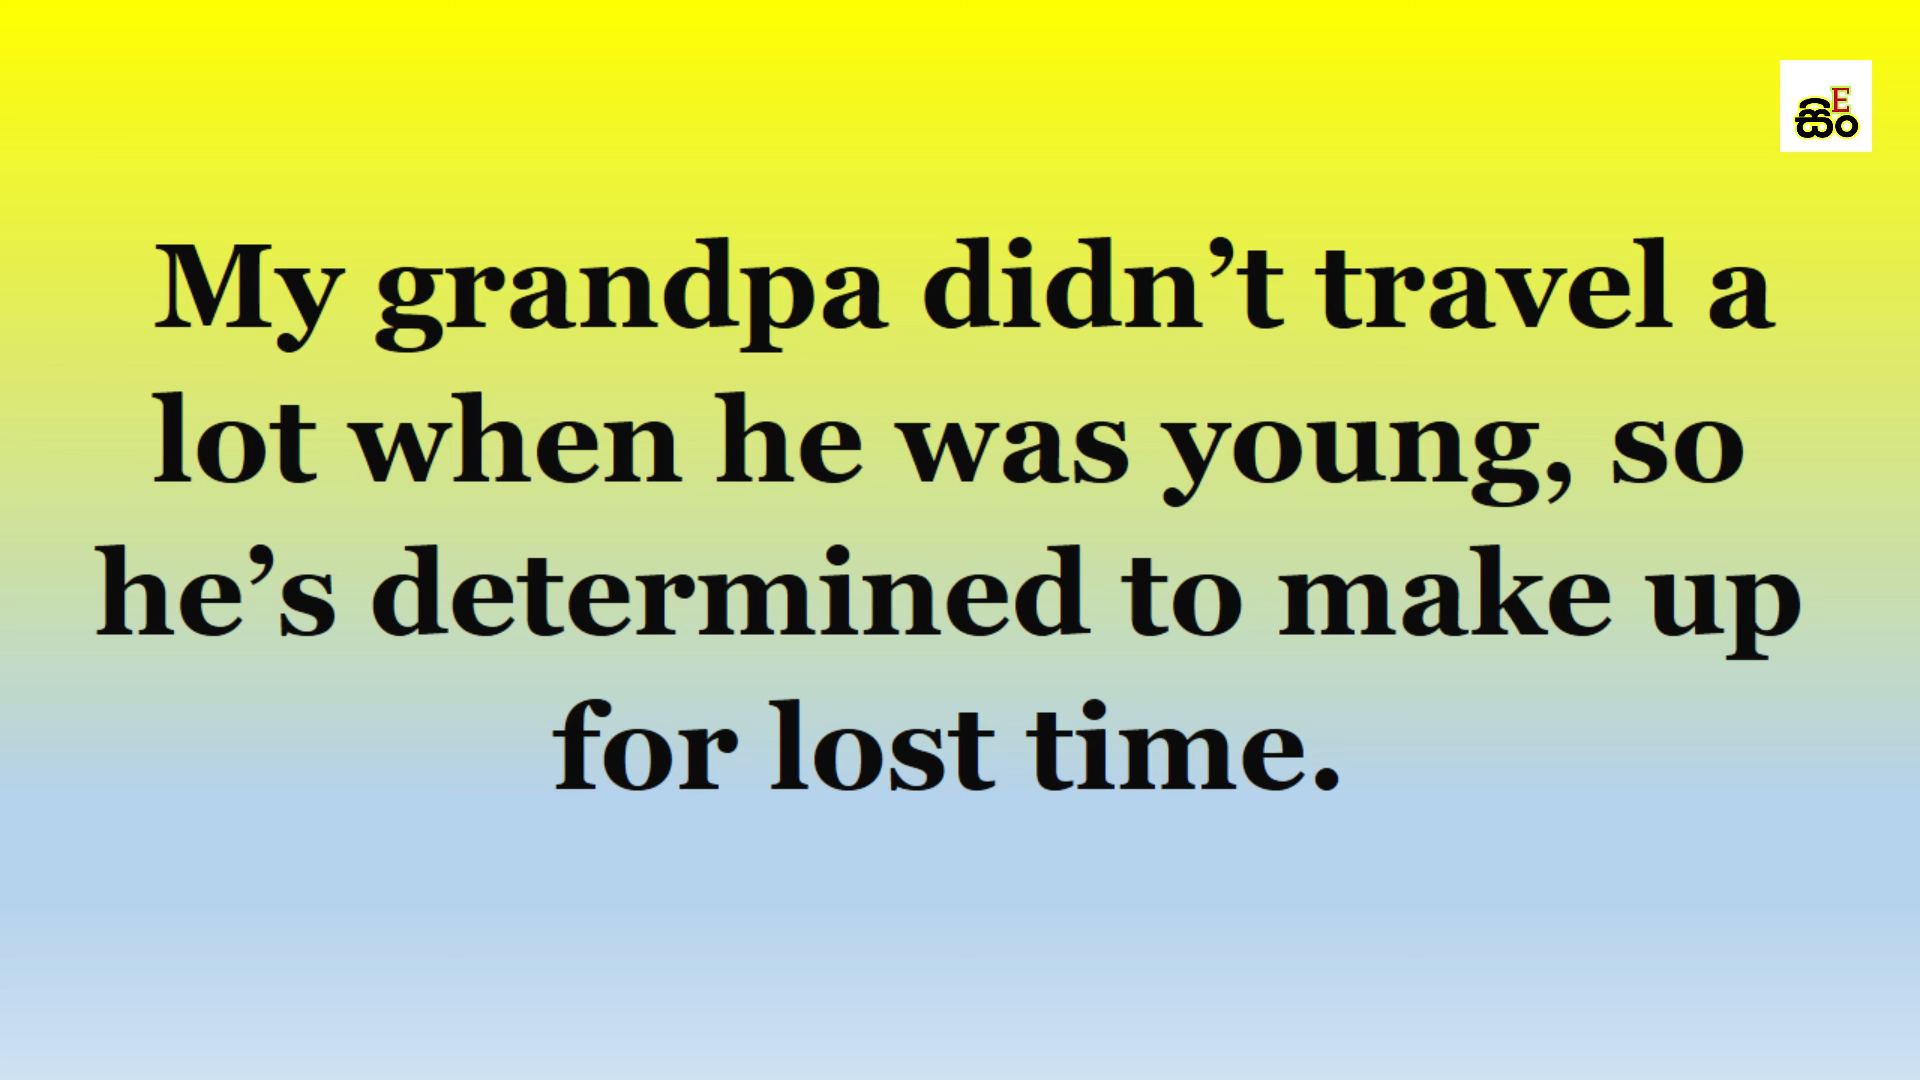 E
සිං
My grandpa didn’t travel a
lot when he was young, so
he’s determined to make up
for lost time.